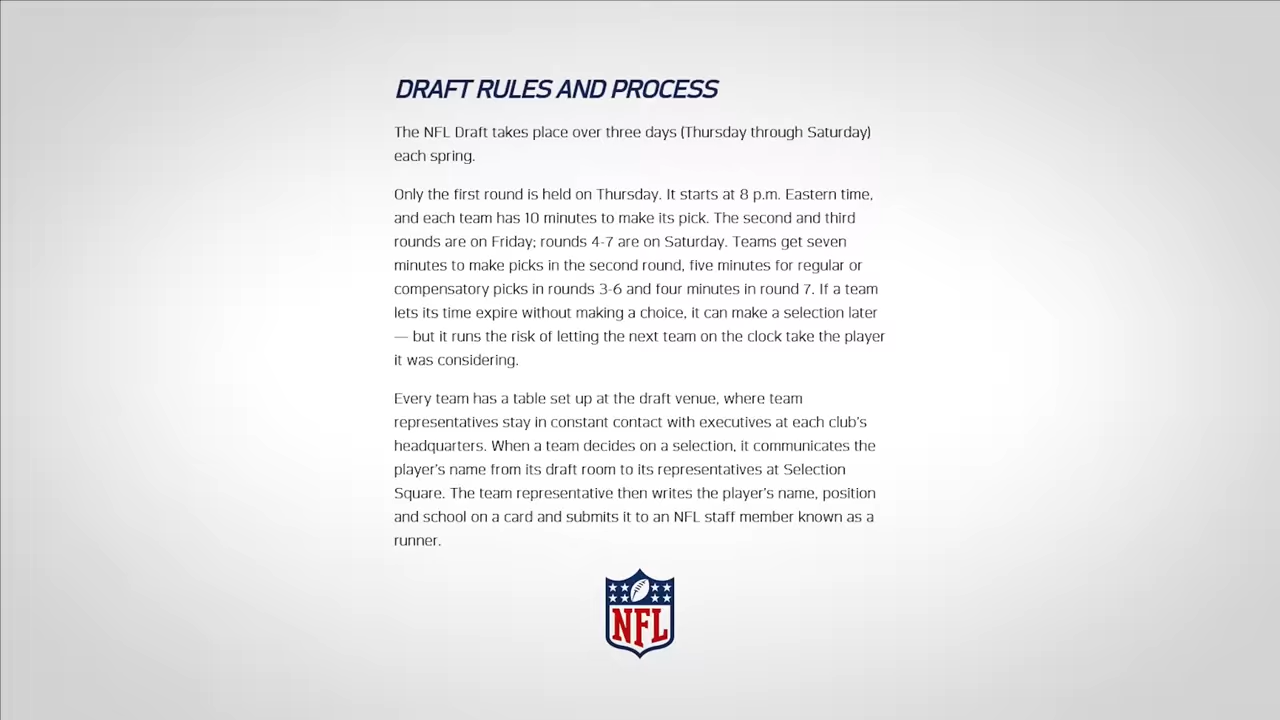 DRAFT RULES AND PROCESS
The NFL Draft takes place over three days (Thursday through Saturday)
each spring.
Only the first round is held on Thursday. It starts at 8 p.m. Eastern time,
and each team has 10 minutes to make its pick. The second and third
rounds are on Friday; rounds 4-7 are on Saturday. Teams get seven
minutes to make picks in the second round, five minutes for regular or
compensatory picks in rounds 3-6 and four minutes in round 7. If a team
lets its time expire without making a choice, it can make a selection later
— but it runs the risk of letting the next team on the clock take the player
it was considering.
Every team has a table set up at the draft venue, where team
representatives stay in constant contact with executives at each club’s
headquarters. When a team decides on a selection, it communicates the
player’s name from its draft room to its representatives at Selection
Square. The team representative then writes the player’s name, position
and school on a card and submits it to an NFL staff member known as a
runner.
NFL